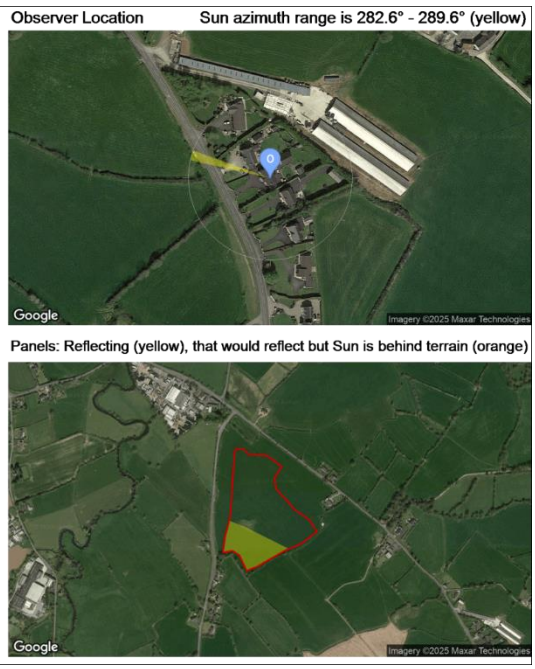 Observer Location Sun azimuth range is 282.6° - 289.6° (yellow)
O
Google
Imagery ©2025 Maxar Technologies
Panels: Reflecting (yellow), that would reflect but Sun is behind terrain (orange)
Google
Imagery ©2025 Maxar Technologies